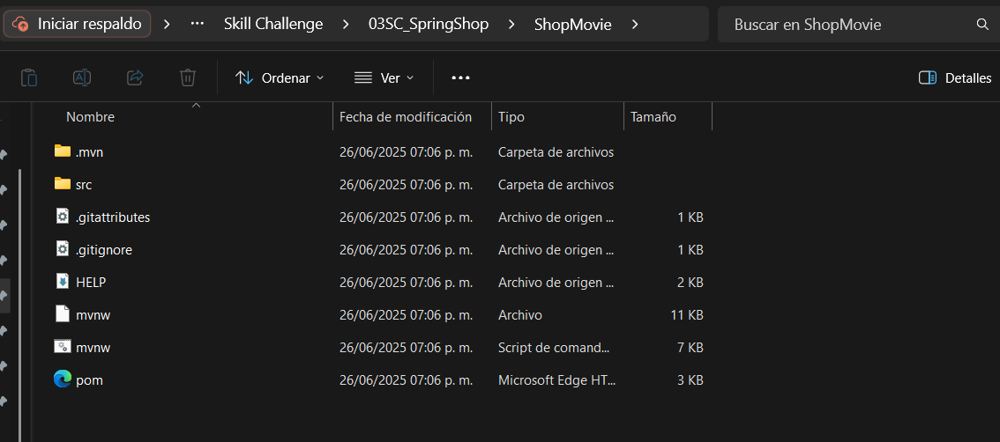 Iniciar respaldo > ... Skill Challenge > 03SC_SpringShop > ShopMovie > Buscar en ShopMovie
Ordenar Ver ... Detalles
Nombre Fecha de modificación Tipo Tamaño
.mvn 26/06/2025 07:06 p. m. Carpeta de archivos
src 26/06/2025 07:06 p. m. Carpeta de archivos
.gitattributes 26/06/2025 07:06 p. m. Archivo de origen ... 1 KB
.gitignore 26/06/2025 07:06 p. m. Archivo de origen ... 1 KB
HELP 26/06/2025 07:06 p. m. Archivo de origen ... 2 KB
mvnw 26/06/2025 07:06 p. m. Archivo 11 KB
mvnw 26/06/2025 07:06 p. m. Script de comand... 7 KB
pom 26/06/2025 07:06 p. m. Microsoft Edge HT... 3 KB